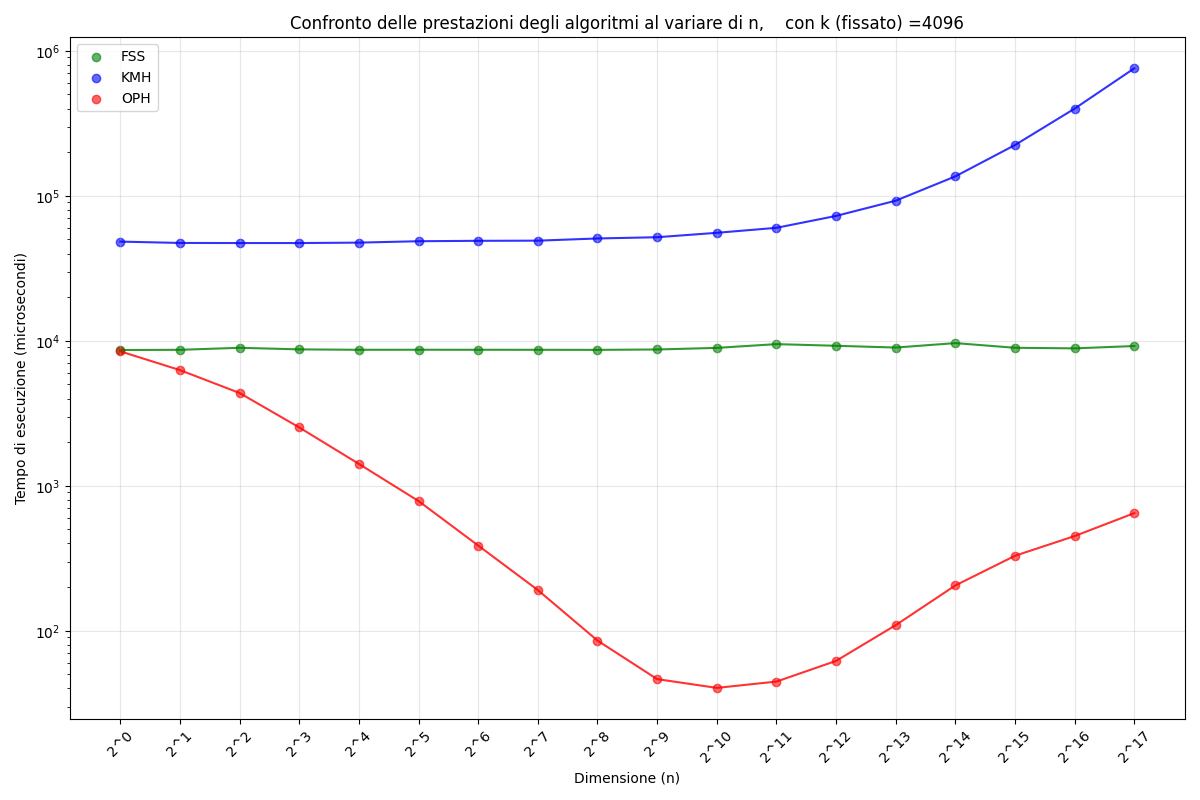 Confronto delle prestazioni degli algoritmi al variare di n,    con k (fissato) =4096
FSS
KMH
OPH
Tempo di esecuzione (microsecondi)
10^6
10^5
10^4
10^3
10^2
2^0 2^1 2^2 2^3 2^4 2^5 2^6 2^7 2^8 2^9 2^10 2^11 2^12 2^13 2^14 2^15 2^16 2^17
Dimensione (n)